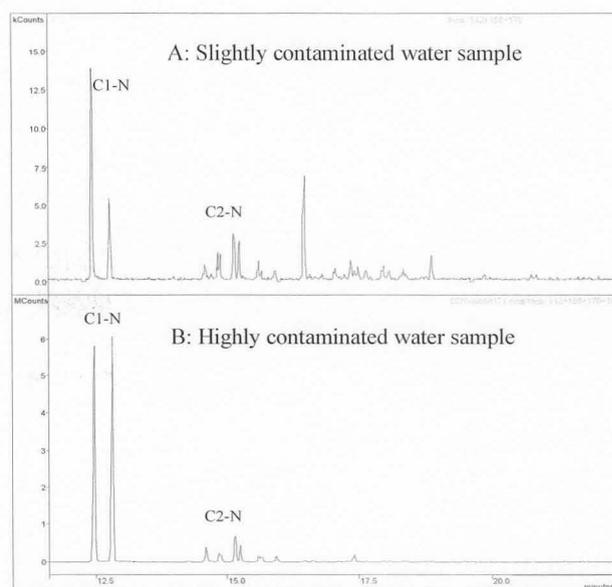 kCounts
A: Slightly contaminated water sample
15.0
C1-N
12.5
10.0
7.5
C2-N
5.0
2.5
0.0
MCounts
C1-N
B: Highly contaminated water sample
6
5
4
3
2
C2-N
1
0
12.5 15.0 17.5 20.0